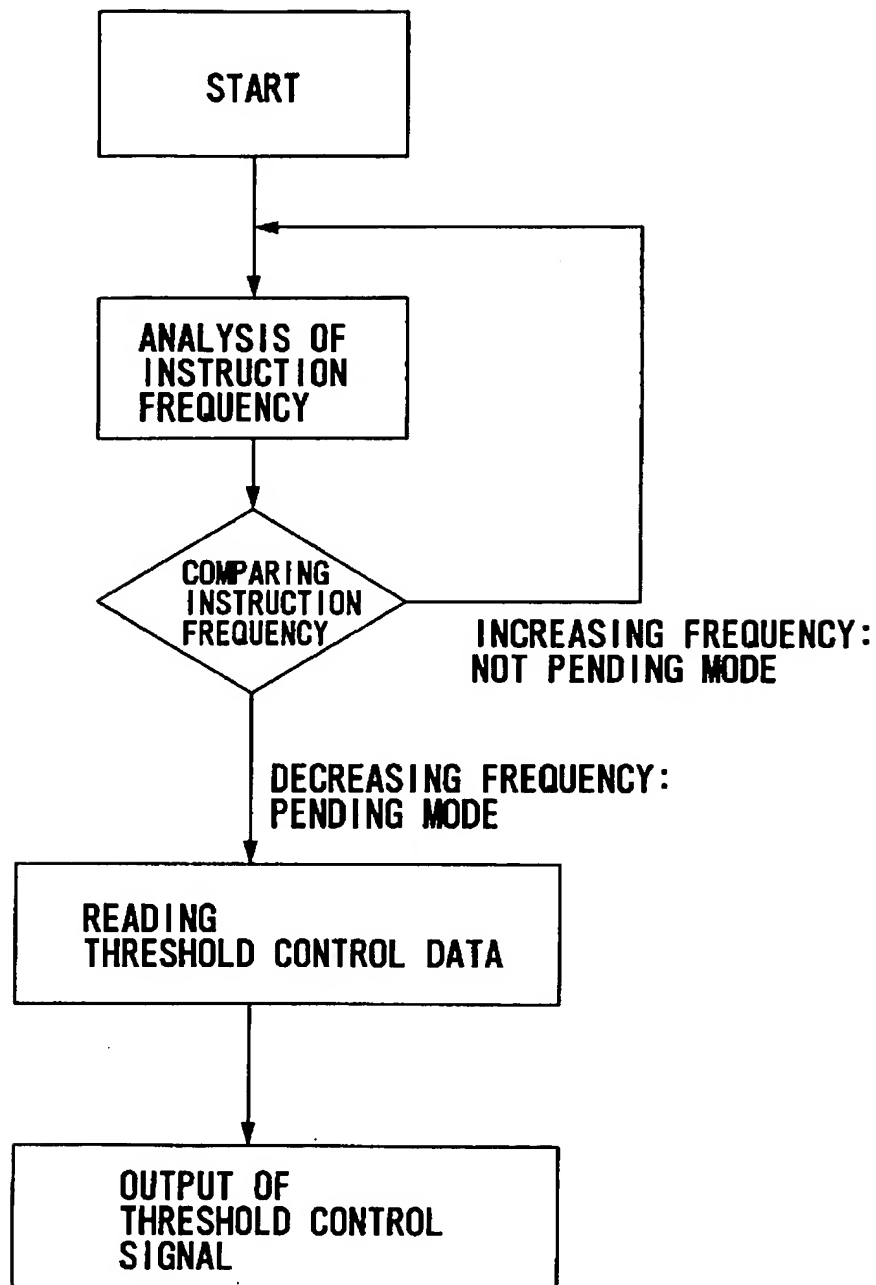 START
ANALYSIS OF
INSTRUCTION
FREQUENCY
COMPARING
INSTRUCTION
FREQUENCY
INCREASING FREQUENCY:
NOT PENDING MODE
DECREASING FREQUENCY:
PENDING MODE
READING
THRESHOLD CONTROL DATA
OUTPUT OF
THRESHOLD CONTROL
SIGNAL